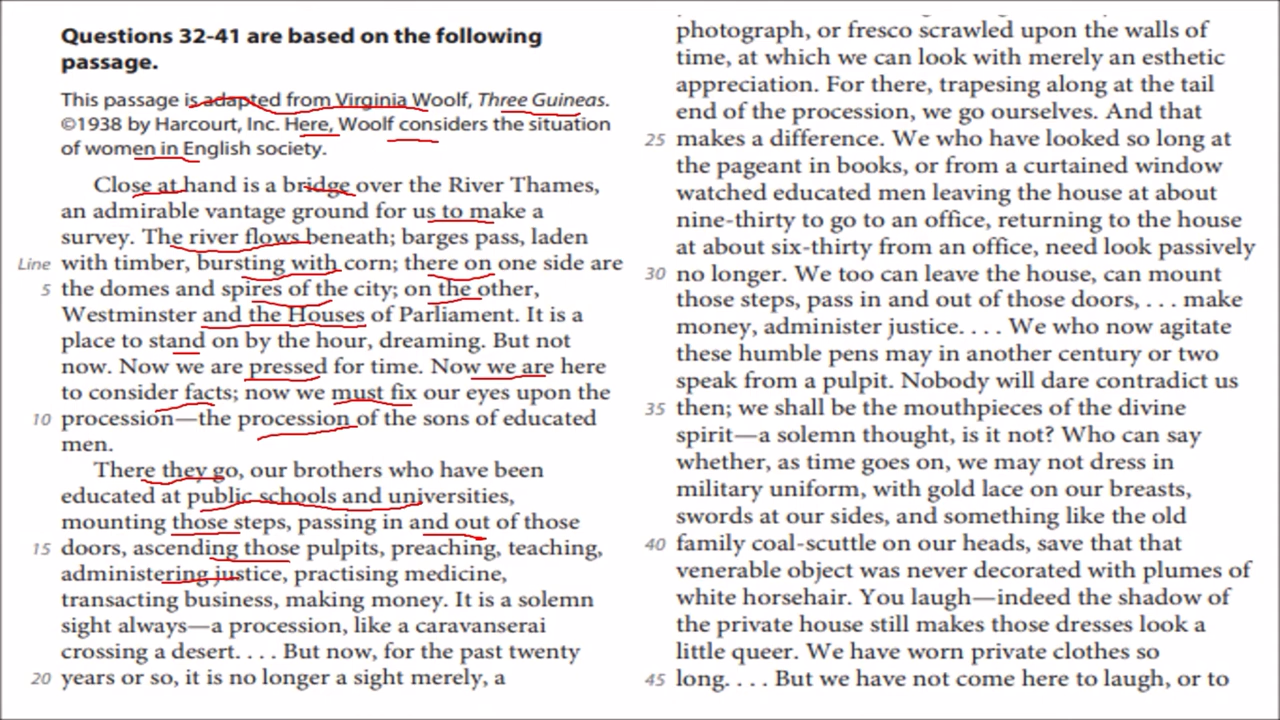 Questions 32-41 are based on the following
passage.
This passage is adapted from Virginia Woolf, Three Guineas.
©1938 by Harcourt, Inc. Here, Woolf considers the situation
of women in English society.
Close at hand is a bridge over the River Thames,
an admirable vantage ground for us to make a
survey. The river flows beneath; barges pass, laden
Line with timber, bursting with corn; there on one side are
5 the domes and spires of the city; on the other,
Westminster and the Houses of Parliament. It is a
place to stand on by the hour, dreaming. But not
now. Now we are pressed for time. Now we are here
to consider facts; now we must fix our eyes upon the
10 procession—the procession of the sons of educated
men.
There they go, our brothers who have been
educated at public schools and universities,
mounting those steps, passing in and out of those
15 doors, ascending those pulpits, preaching, teaching,
administering justice, practising medicine,
transacting business, making money. It is a solemn
sight always—a procession, like a caravanserai
crossing a desert. . . . But now, for the past twenty
20 years or so, it is no longer a sight merely, a
photograph, or fresco scrawled upon the walls of
time, at which we can look with merely an esthetic
appreciation. For there, trapesing along at the tail
end of the procession, we go ourselves. And that
25 makes a difference. We who have looked so long at
the pageant in books, or from a curtained window
watched educated men leaving the house at about
nine-thirty to go to an office, returning to the house
at about six-thirty from an office, need look passively
30 no longer. We too can leave the house, can mount
those steps, pass in and out of those doors, . . . make
money, administer justice. . . . We who now agitate
these humble pens may in another century or two
speak from a pulpit. Nobody will dare contradict us
35 then; we shall be the mouthpieces of the divine
spirit—a solemn thought, is it not? Who can say
whether, as time goes on, we may not dress in
military uniform, with gold lace on our breasts,
swords at our sides, and something like the old
40 family coal-scuttle on our heads, save that that
venerable object was never decorated with plumes of
white horsehair. You laugh—indeed the shadow of
the private house still makes those dresses look a
little queer. We have worn private clothes so
45 long. . . . But we have not come here to laugh, or to